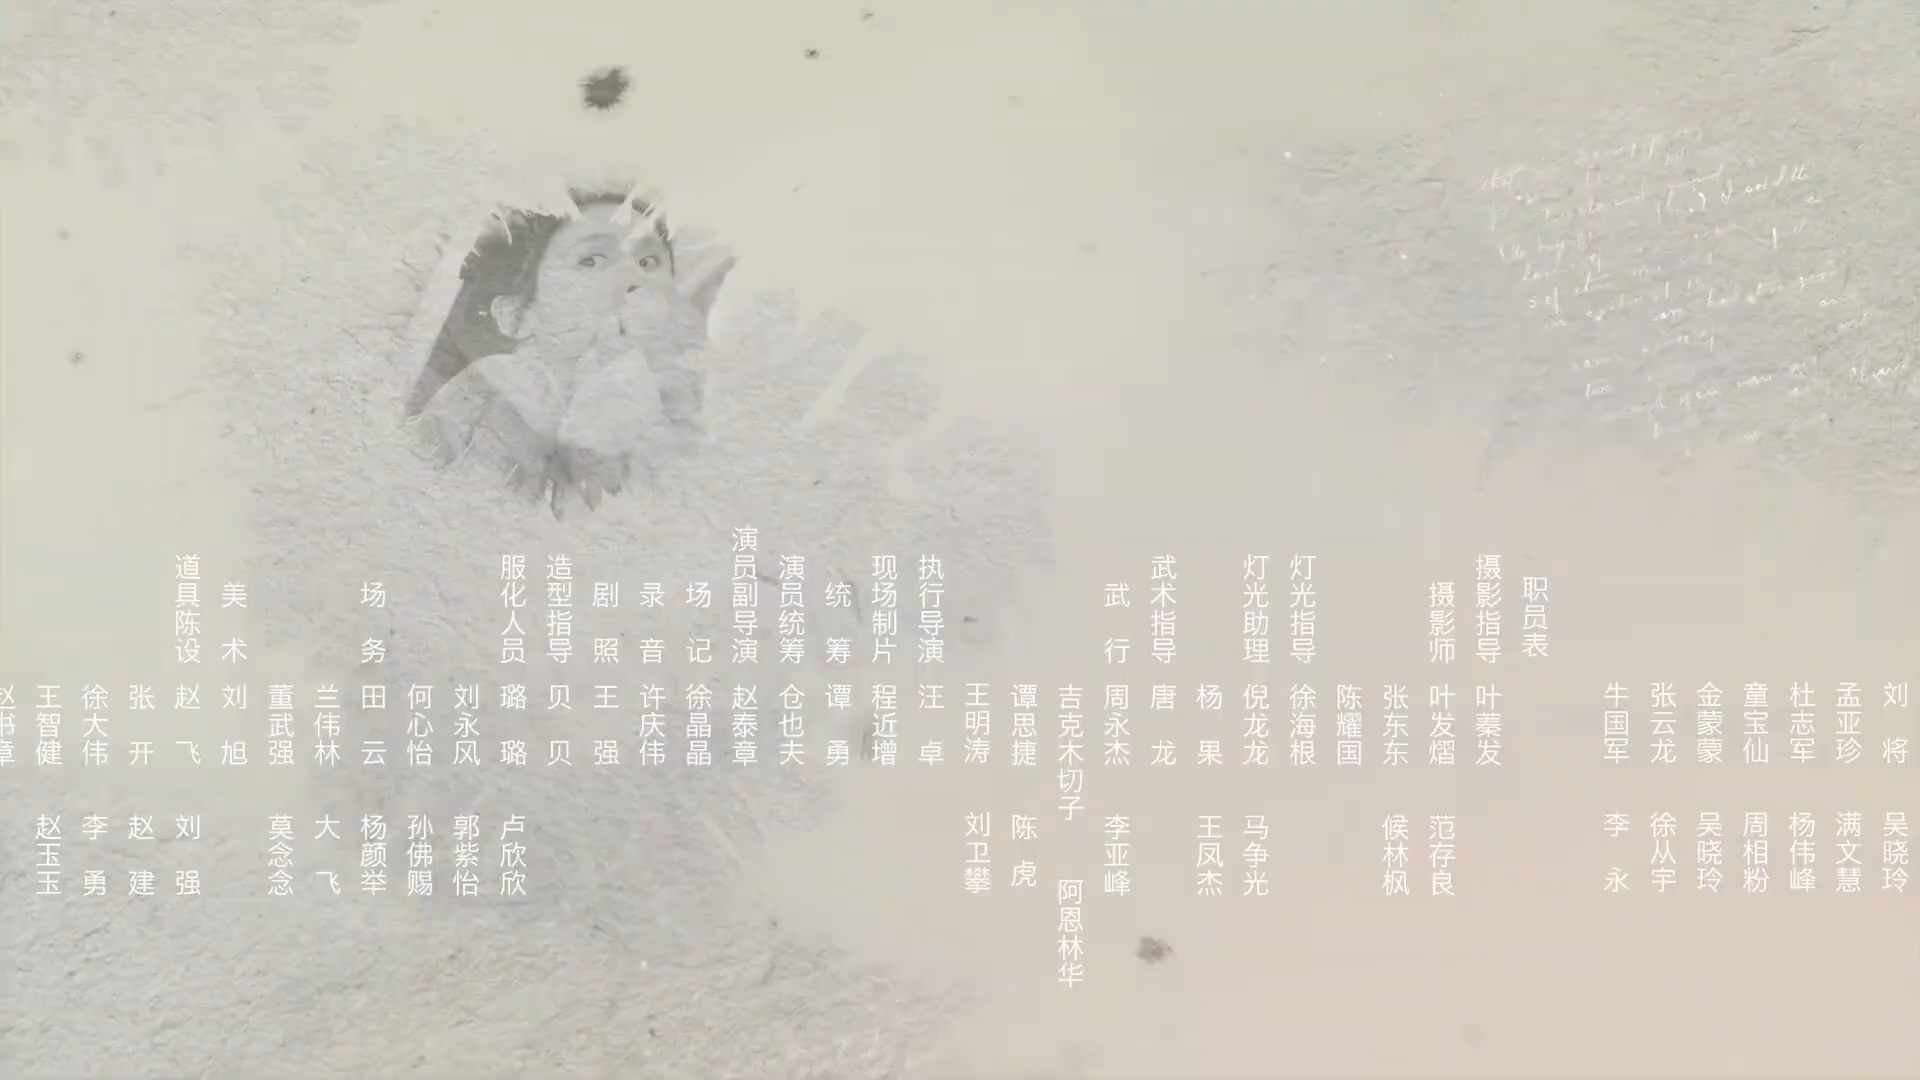 刘将 吴晓玲
孟亚珍 满文慧
杜志军 杨伟峰
童宝仙 周相粉
金蒙蒙 吴晓玲
张云龙 徐从宇
牛国军 李永
职员表
摄影指导 叶蓁发
摄影师 叶发熠 范存良
张东东 候林枫
陈耀国
灯光指导 徐海根
灯光助理 倪龙龙 马争光
杨果 王凤杰
武术指导 唐龙
武行 周永杰 李亚峰
吉克木切子 阿恩林华
谭思捷 陈虎
王明涛 刘卫攀
执行导演 汪卓
现场制片 程近增
统筹 谭勇
演员统筹 仓也夫
演员副导演 赵泰章
场记 徐晶晶
录音 许庆伟
剧照 王强
造型指导 贝贝
服化人员 璐璐 卢欣欣
刘永风 郭紫怡
何心怡 孙佛赐
场务 田云 杨颜举
兰伟林 大飞
董武强 莫念念
美术 刘旭
道具陈设 赵飞 刘强
张开 赵建
徐大伟 李勇
王智健 赵玉玉